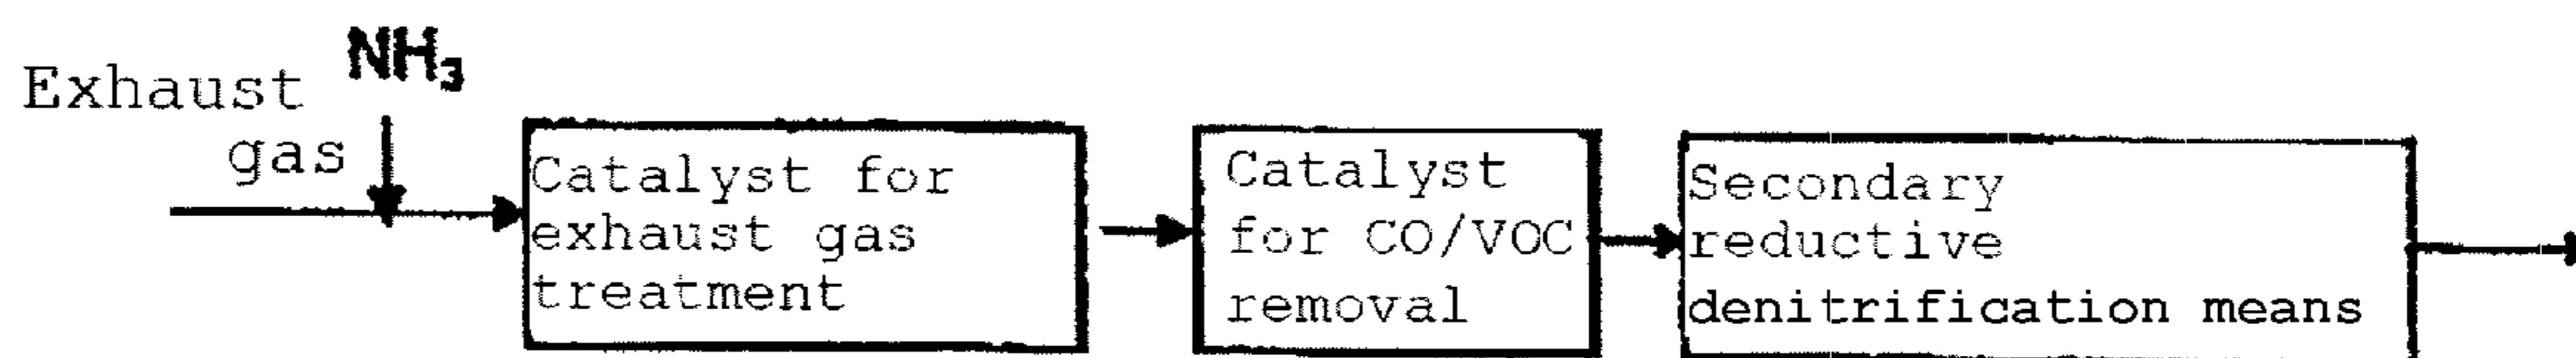 Exhaust
gas
NH₃
Catalyst for
exhaust gas
treatment
Catalyst
for CO/VOC
removal
Secondary
reductive
denitrification means